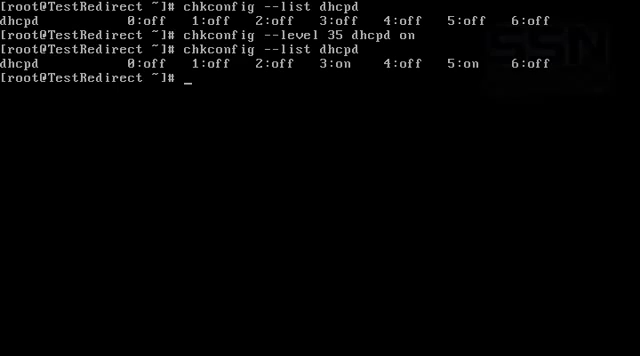 [root@TestRedirect ~]# chkconfig --list dhcpd
dhcpd 0:off 1:off 2:off 3:off 4:off 5:off 6:off
[root@TestRedirect ~]# chkconfig --level 35 dhcpd on
[root@TestRedirect ~]# chkconfig --list dhcpd
dhcpd 0:off 1:off 2:off 3:on 4:off 5:on 6:off
[root@TestRedirect ~]# _
SSN